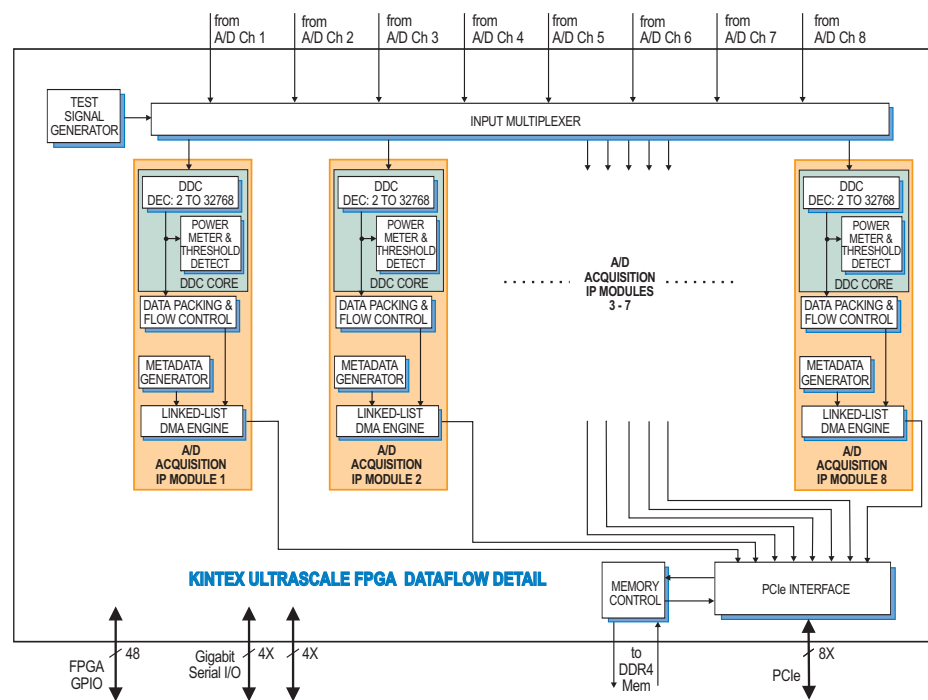 from
A/D Ch 1
from
A/D Ch 2
from
A/D Ch 3
from
A/D Ch 4
from
A/D Ch 5
from
A/D Ch 6
from
A/D Ch 7
from
A/D Ch 8
TEST
SIGNAL
GENERATOR
INPUT MULTIPLEXER
DDC
DEC: 2 TO 32768
POWER
METER &
THRESHOLD
DETECT
DDC CORE
DATA PACKING &
FLOW CONTROL
METADATA
GENERATOR
LINKED-LIST
DMA ENGINE
A/D
ACQUISITION
IP MODULE 1
DDC
DEC: 2 TO 32768
POWER
METER &
THRESHOLD
DETECT
DDC CORE
DATA PACKING &
FLOW CONTROL
METADATA
GENERATOR
LINKED-LIST
DMA ENGINE
A/D
ACQUISITION
IP MODULE 2
A/D
ACQUISITION
IP MODULES
3 - 7
DDC
DEC: 2 TO 32768
POWER
METER &
THRESHOLD
DETECT
DDC CORE
DATA PACKING &
FLOW CONTROL
METADATA
GENERATOR
LINKED-LIST
DMA ENGINE
A/D
ACQUISITION
IP MODULE 8
KINTEX ULTRASCALE FPGA DATAFLOW DETAIL
MEMORY
CONTROL
PCIe INTERFACE
48
FPGA
GPIO
Gigabit
Serial I/O
4X
4X
to
DDR4
Mem
8X
PCIe